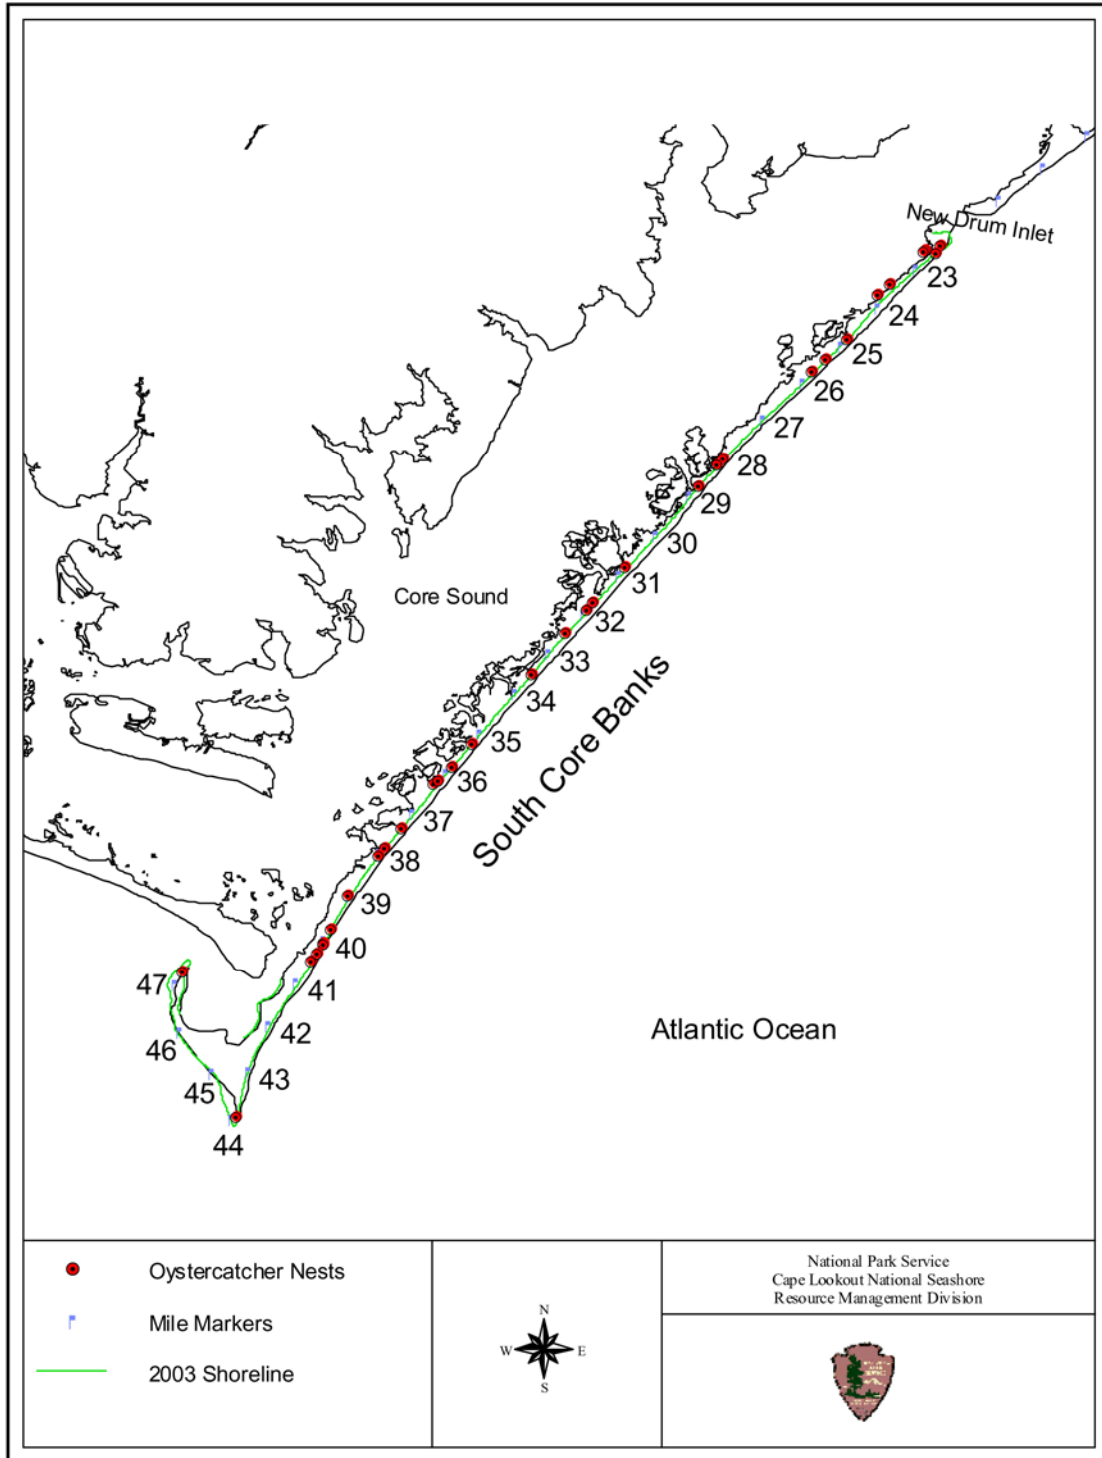 New Drum Inlet
23
24
25
26
27
28
29
30
31
Core Sound
32
33
34
35
South Core Banks
36
37
38
39
40
41
47
42
Atlantic Ocean
46
45
43
44
Oystercatcher Nests
Mile Markers
2003 Shoreline
N
W E
S
National Park Service
Cape Lookout National Seashore
Resource Management Division